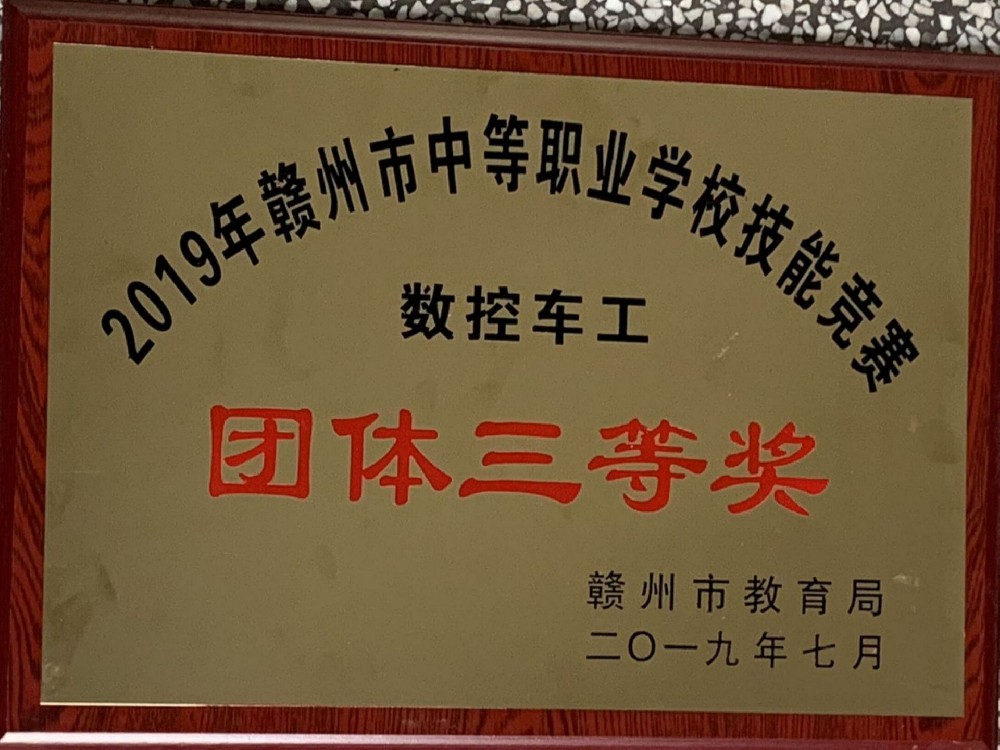 2019年赣州市中等职业学校技能竞赛
数控车工
团体三等奖
赣州市教育局
二〇一九年七月